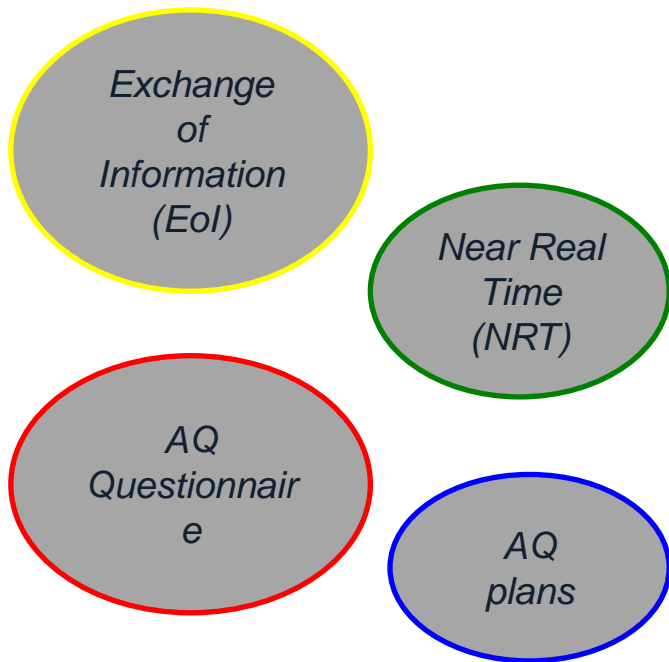 Exchange
of
Information
(EoI)
Near Real
Time
(NRT)
AQ
Questionnair
e
AQ
plans